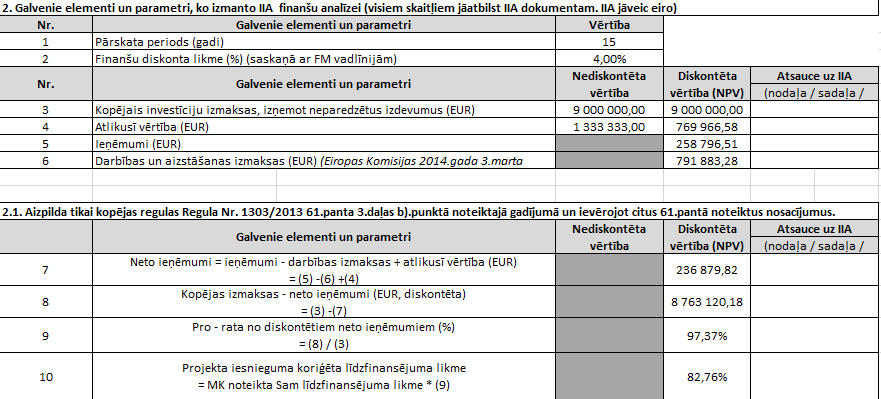 2. Galvenie elementi un parametri, ko izmanto IIA finanšu analīzei (visiem skaitļiem jāatbilst IIA dokumentam. IIA jāveic eiro)
Nr. Galvenie elementi un parametri Vērtība
1 Pārskata periods (gadi) 15
2 Finanšu diskonta likme (%) (saskaņā ar FM vadlīnijām) 4,00%
Nr. Galvenie elementi un parametri Nediskontēta vērtība Diskontēta vērtība (NPV) Atsauce uz IIA
(nodaļa / sadaļa /
3 Kopējais investīciju izmaksas, izņemot neparedzētus izdevumus (EUR) 9 000 000,00 9 000 000,00
4 Atlikusī vērtība (EUR) 1 333 333,00 769 966,58
5 Ieņēmumi (EUR) 258 796,51
6 Darbības un aizstāšanas izmaksas (EUR) (Eiropas Komisijas 2014.gada 3.marta 791 883,28
2.1. Aizpilda tikai kopējas regulas Regula Nr. 1303/2013 61.panta 3.daļas b).punktā noteiktajā gadījumā un ievērojot citus 61.pantā noteiktus nosacījumus.
Galvenie elementi un parametri Nediskontēta vērtība Diskontēta vērtība (NPV) Atsauce uz IIA
(nodaļa / sadaļa /
7 Neto ieņēmumi = ieņēmumi - darbības izmaksas + atlikusī vērtība (EUR)
= (5) -(6) +(4) 236 879,82
8 Kopējas izmaksas - neto ieņēmumi (EUR, diskontēta)
= (3) -(7) 8 763 120,18
9 Pro - rata no diskontētiem neto ieņēmumiem (%)
= (8) / (3) 97,37%
10 Projekta iesnieguma koriģēta līdzfinansējuma likme
= MK noteikta Sam līdzfinansējuma likme * (9) 82,76%